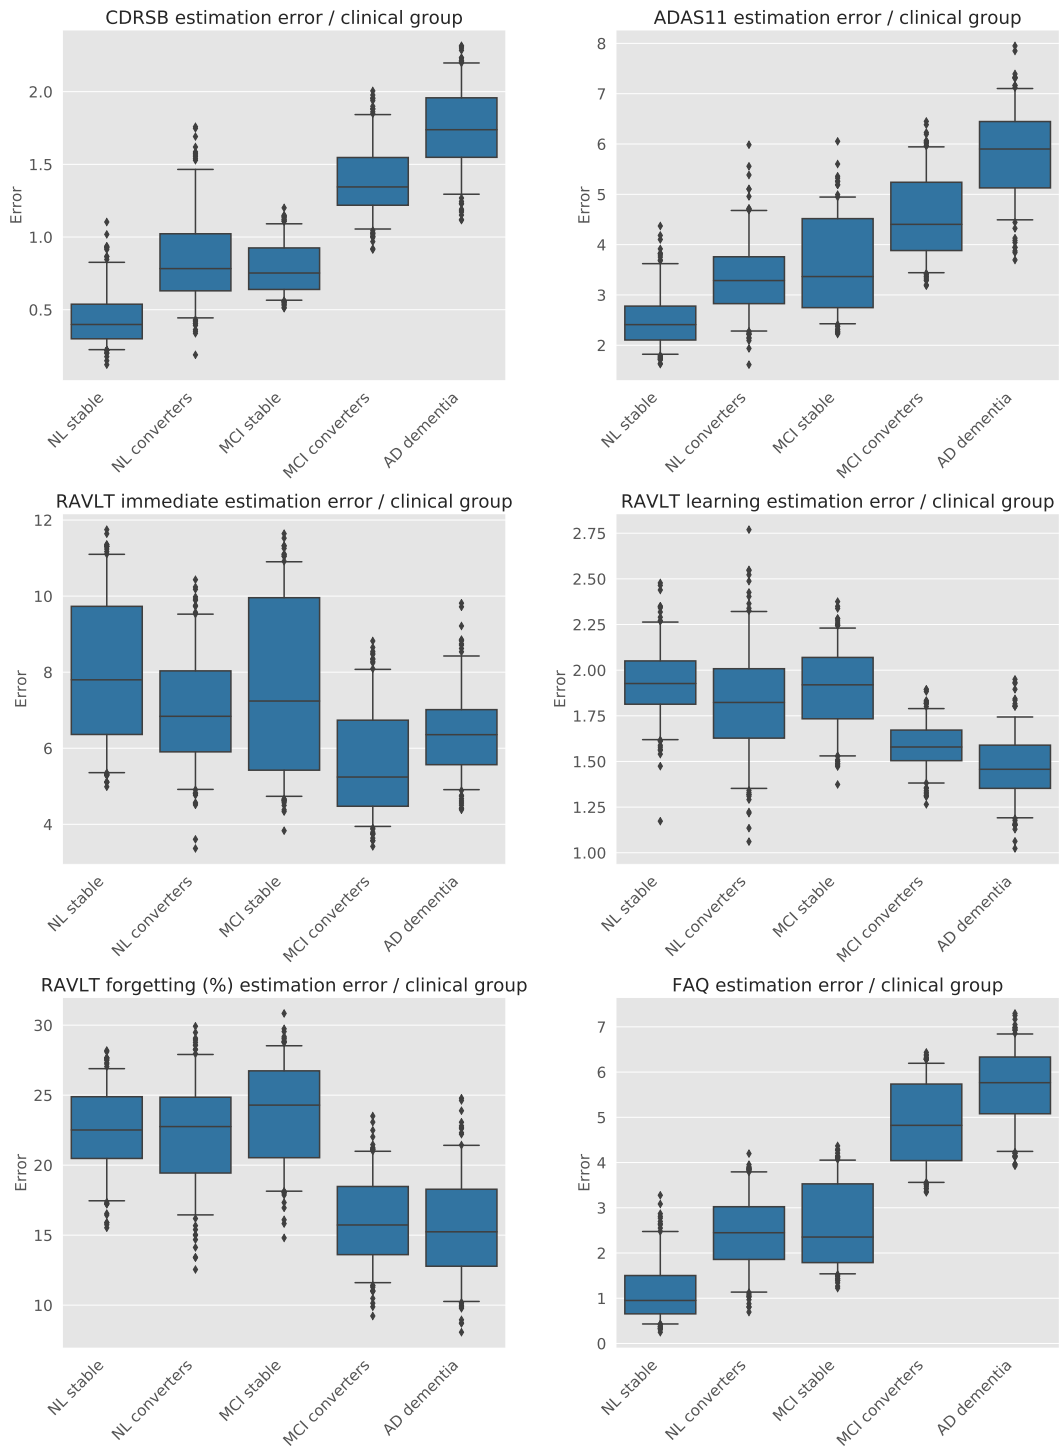 CDRSB estimation error / clinical group
2.0
1.5
1.0
0.5
Error
NL stable
NL converters
MCI stable
MCI converters
AD dementia
ADAS11 estimation error / clinical group
8
7
6
5
4
3
2
Error
NL stable
NL converters
MCI stable
MCI converters
AD dementia
RAVLT immediate estimation error / clinical group
12
10
8
6
4
Error
NL stable
NL converters
MCI stable
MCI converters
AD dementia
RAVLT learning estimation error / clinical group
2.75
2.50
2.25
2.00
1.75
1.50
1.25
1.00
Error
NL stable
NL converters
MCI stable
MCI converters
AD dementia
RAVLT forgetting (%) estimation error / clinical group
30
25
20
15
10
Error
NL stable
NL converters
MCI stable
MCI converters
AD dementia
FAQ estimation error / clinical group
7
6
5
4
3
2
1
0
Error
NL stable
NL converters
MCI stable
MCI converters
AD dementia